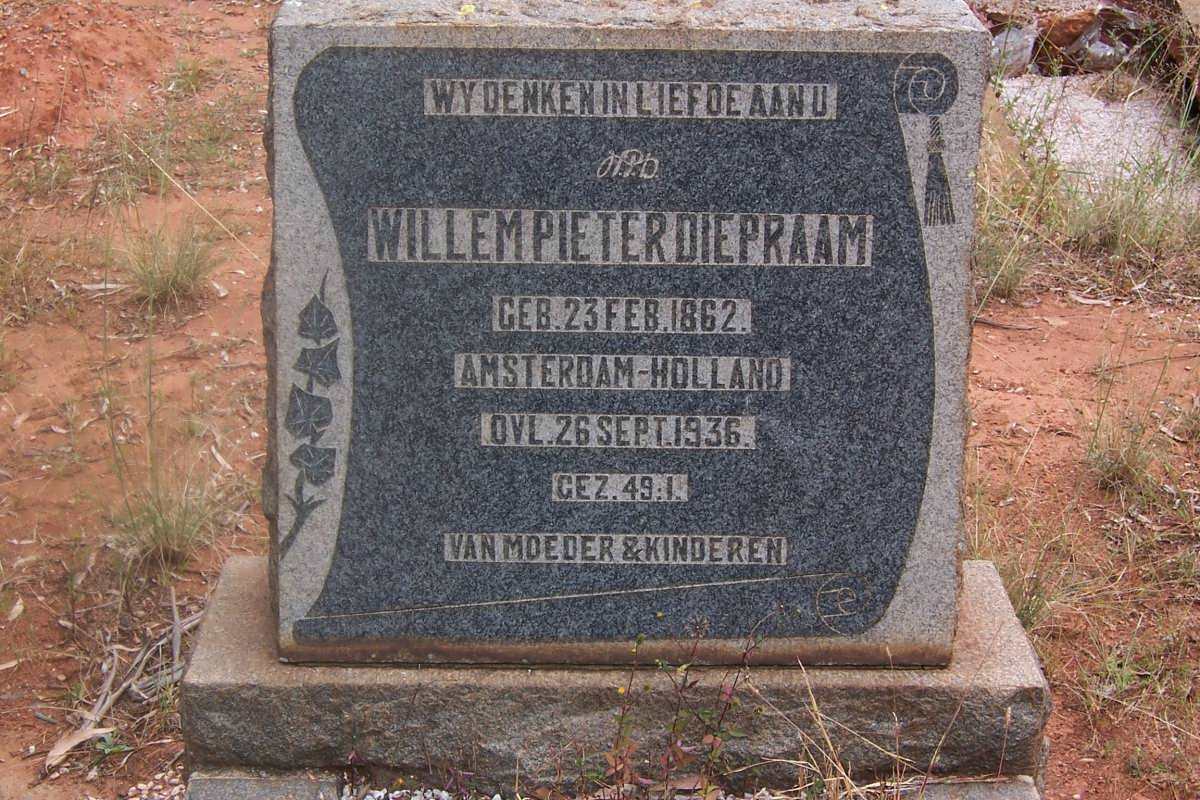 WY DENKEN IN LIEFDE AAN U
WILLEM PIETER DIEPRAAM
GEB. 23 FEB. 1862.
AMSTERDAM-HOLLAND
OVL. 26 SEPT. 1936.
GEZ. 49. 1.
VAN MOEDER & KINDEREN